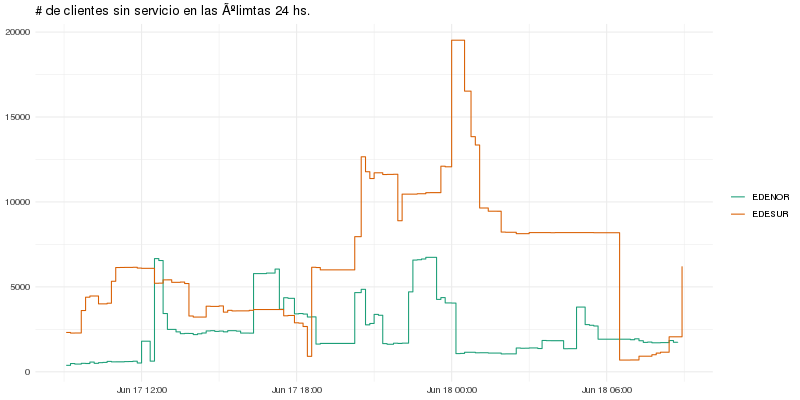 # de clientes sin servicio en las Ãºlimtas 24 hs.
20000
15000
10000
5000
0
Jun 17 12:00
Jun 17 18:00
Jun 18 00:00
Jun 18 06:00
EDENOR
EDESUR